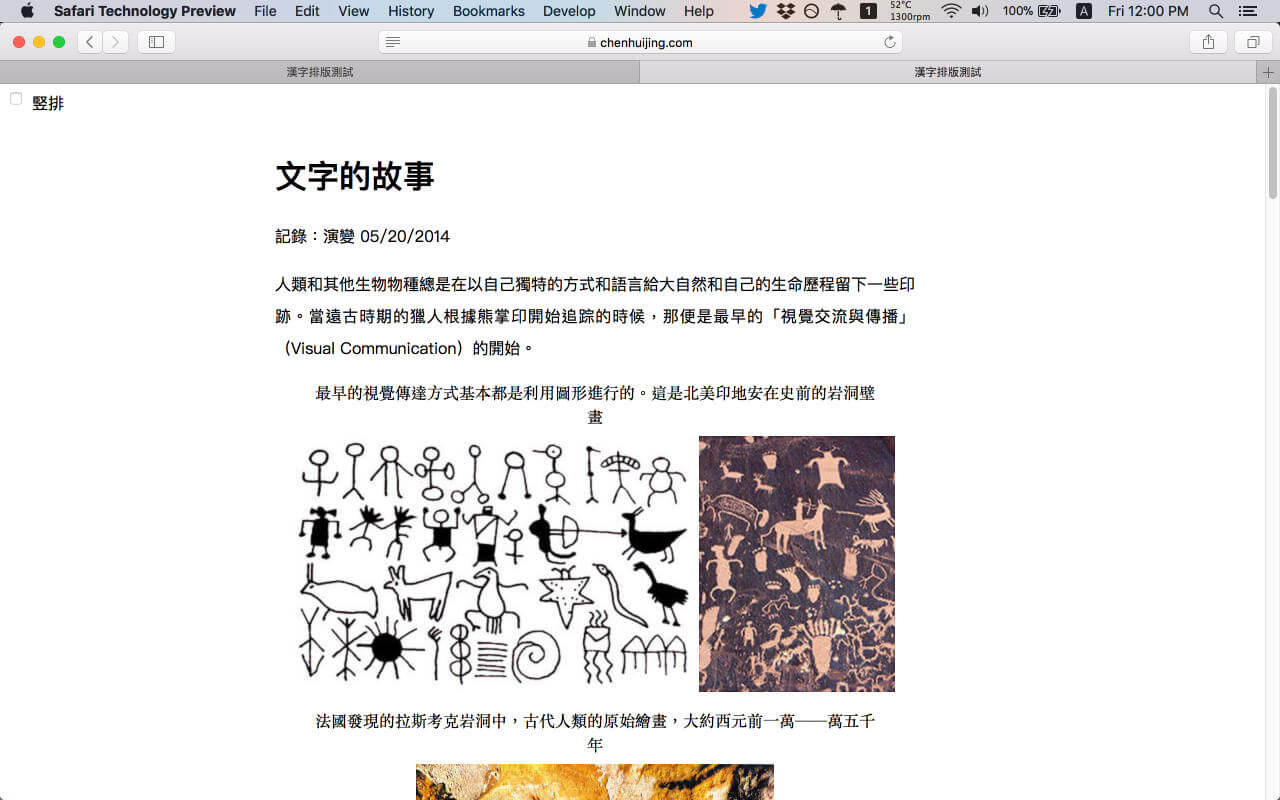 Safari Technology Preview File Edit View History Bookmarks Develop Window Help 1 52°C 1300rpm 100% A Fri 12:00 PM
chenhuijing.com
漢字排版測試 漢字排版測試
豎排
文字的故事
記錄：演變 05/20/2014
人類和其他生物物種總是在以自己獨特的方式和語言給大自然和自己的生命歷程留下一些印
跡。當遠古時期的獵人根據熊掌印開始追踪的時候，那便是最早的「視覺交流與傳播」
（Visual Communication）的開始。
最早的視覺傳達方式基本都是利用圖形進行的。這是北美印地安在史前的岩洞壁
畫
法國發現的拉斯考克岩洞中，古代人類的原始繪畫，大約西元前一萬——萬五千
年